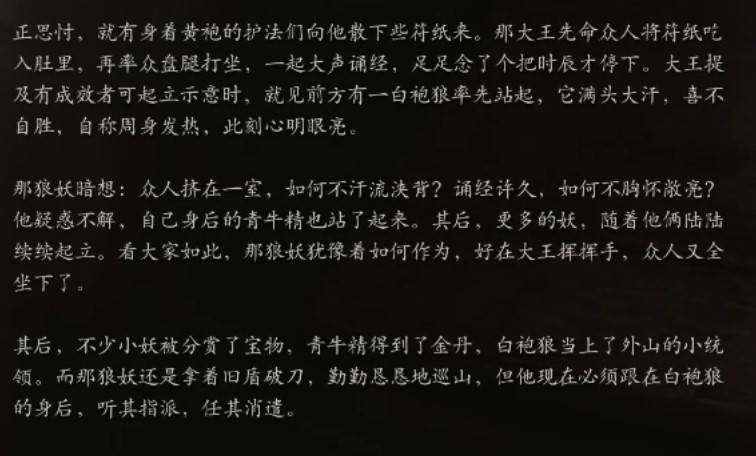 正思忖，就有身着黄袍的护法们向他散下些符纸来。那大王先命众人将符纸吃
入肚里，再率众盘腿打坐，一起大声诵经，足足念了个把时辰才停下。大王提
及有成效者可起立示意时，就见前方有一白袍狼率先站起，它满头大汗，喜不
自胜，自称周身发热，此刻心明眼亮。
那狼妖暗想：众人挤在一室，如何不汗流浃背？诵经许久，如何不胸怀敞亮？
他疑惑不解，自己身后的青牛精也站了起来。其后，更多的妖，随着他俩陆陆
续续起立。看大家如此，那狼妖犹豫着如何作为，好在大王挥挥手，众人又全
坐下了。
其后，不少小妖被分赏了宝物，青牛精得到了金丹，白袍狼当上了外山的小统
领。而那狼妖还是拿着旧盾破刀，勤勤恳恳地巡山，但他现在必须跟在白袍狼
的身后，听其指派，任其消遣。